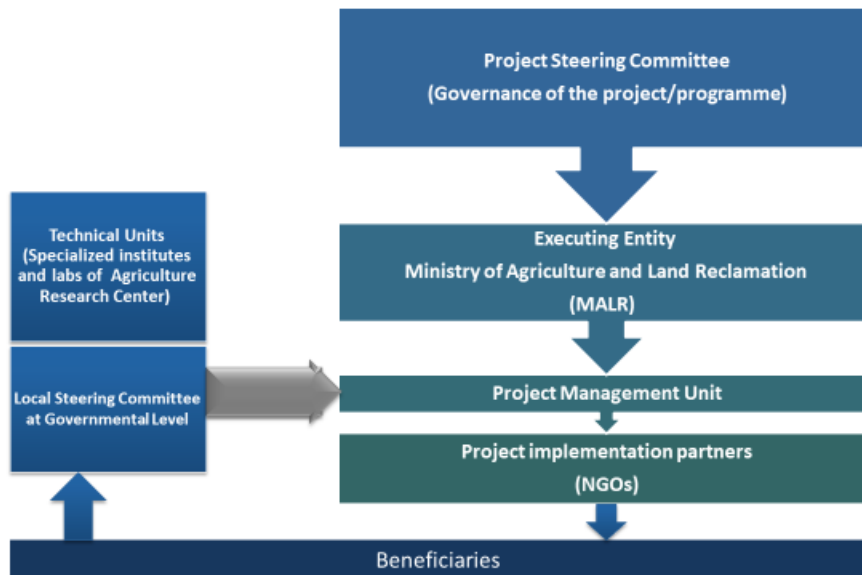 Project Steering Committee
(Governance of the project/programme)
Technical Units
(Specialized institutes
and labs of Agriculture
Research Center)
Executing Entity
Ministry of Agriculture and Land Reclamation
(MALR)
Local Steering Committee
at Governmental Level
Project Management Unit
Project implementation partners
(NGOs)
Beneficiaries